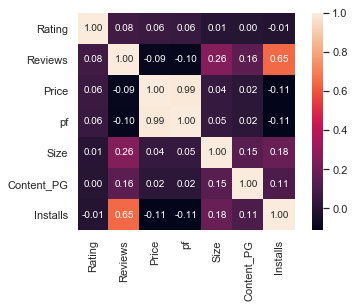 1.0
Rating 1.00 0.08 0.06 0.06 0.01 0.00 -0.01
Reviews 0.08 1.00 -0.09 -0.10 0.26 0.16 0.65
0.8
Price 0.06 -0.09 1.00 0.99 0.04 0.02 -0.11
0.6
pf 0.06 -0.10 0.99 1.00 0.05 0.02 -0.11
0.4
Size 0.01 0.26 0.04 0.05 1.00 0.15 0.18
0.2
Content_PG 0.00 0.16 0.02 0.02 0.15 1.00 0.11
Installs -0.01 0.65 -0.11 -0.11 0.18 0.11 1.00
0.0
Rating Reviews Price pf Size Content_PG Installs